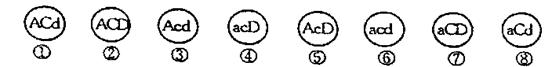 ACd ACD Acd acD AcD acd aCD aCd
① ② ③ ④ ⑤ ⑥ ⑦ ⑧